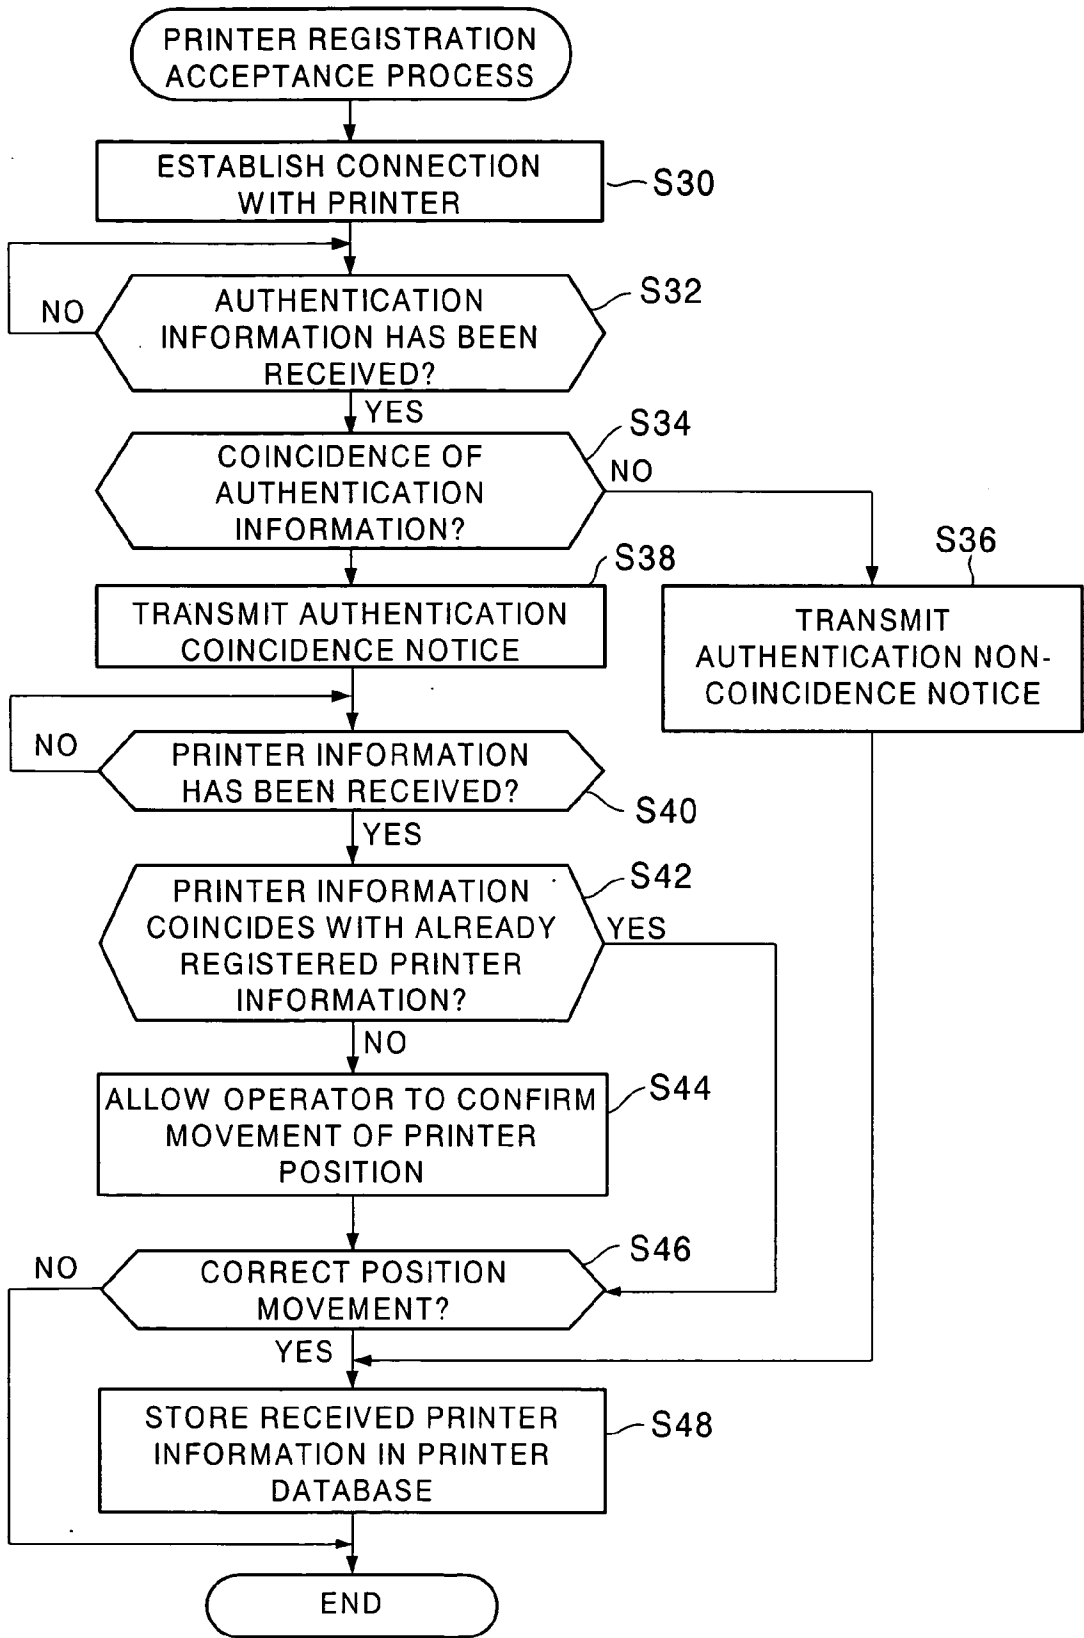 PRINTER REGISTRATION
ACCEPTANCE PROCESS
ESTABLISH CONNECTION
WITH PRINTER
S30
NO
AUTHENTICATION
INFORMATION HAS BEEN
RECEIVED?
S32
YES
COINCIDENCE OF
AUTHENTICATION
INFORMATION?
S34
NO
S38
TRANSMIT AUTHENTICATION
COINCIDENCE NOTICE
S36
TRANSMIT
AUTHENTICATION NON-
COINCIDENCE NOTICE
NO
PRINTER INFORMATION
HAS BEEN RECEIVED?
S40
YES
PRINTER INFORMATION
COINCIDES WITH ALREADY
REGISTERED PRINTER
INFORMATION?
S42
YES
NO
ALLOW OPERATOR TO CONFIRM
MOVEMENT OF PRINTER
POSITION
S44
NO
CORRECT POSITION
MOVEMENT?
S46
YES
STORE RECEIVED PRINTER
INFORMATION IN PRINTER
DATABASE
S48
END